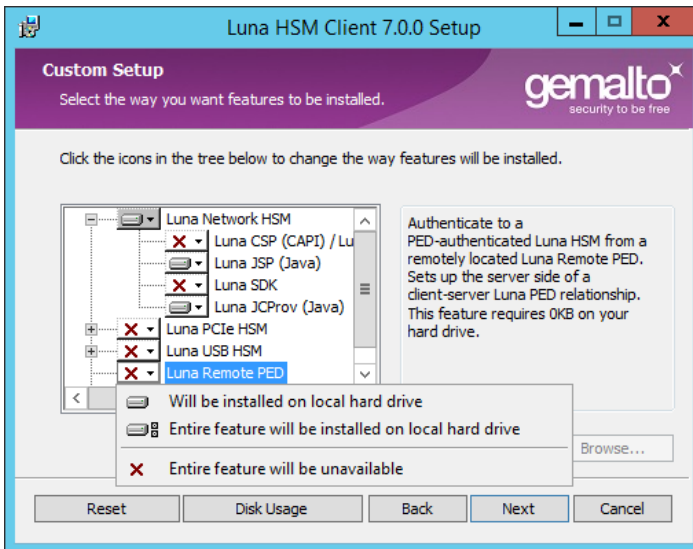 Luna HSM Client 7.0.0 Setup
Custom Setup
Select the way you want features to be installed.
gemalto
security to be free
Click the icons in the tree below to change the way features will be installed.
Luna Network HSM
Luna CSP (CAPI) / Lu
Luna JSP (Java)
Luna SDK
Luna JCProv (Java)
Luna PCIe HSM
Luna USB HSM
Luna Remote PED
Authenticate to a
PED-authenticated Luna HSM from a
remotely located Luna Remote PED.
Sets up the server side of a
client-server Luna PED relationship.
This feature requires 0KB on your
hard drive.
Will be installed on local hard drive
Entire feature will be installed on local hard drive
Entire feature will be unavailable
Browse...
Reset
Disk Usage
Back
Next
Cancel